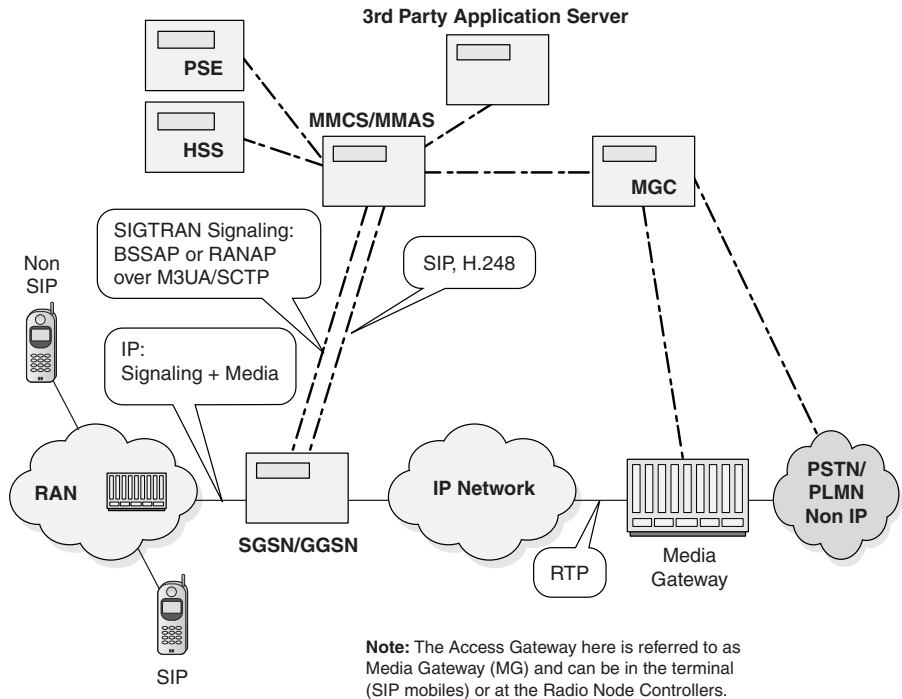 3rd Party Application Server
PSE
MMCS/MMAS
HSS
MGC
SIGTRAN Signaling:
BSSAP or RANAP
over M3UA/SCTP
SIP, H.248
Non
SIP
IP:
Signaling + Media
RAN
IP Network
PSTN/
PLMN
Non IP
SGSN/GGSN
RTP
Media
Gateway
SIP
Note: The Access Gateway here is referred to as
Media Gateway (MG) and can be in the terminal
(SIP mobiles) or at the Radio Node Controllers.